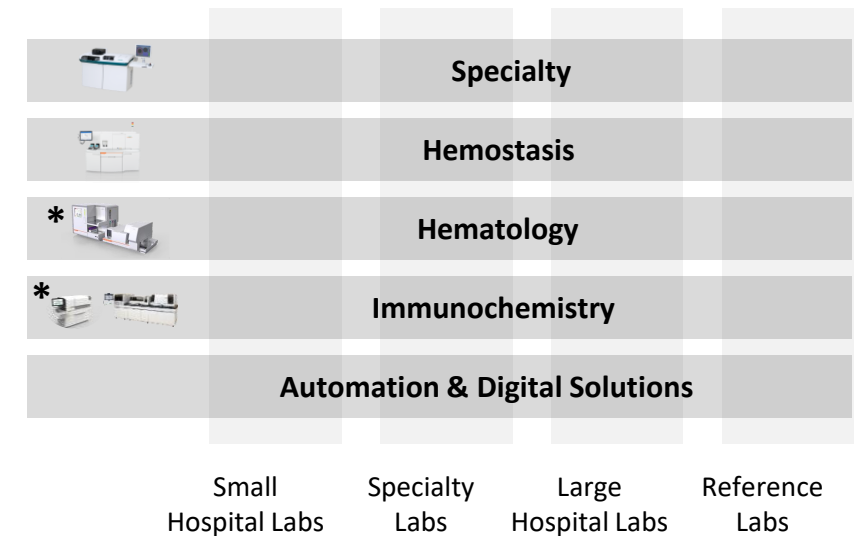 Specialty
Hemostasis
*
Hematology
*
Immunochemistry
Automation & Digital Solutions
Small
Hospital Labs
Specialty
Labs
Large
Hospital Labs
Reference
Labs